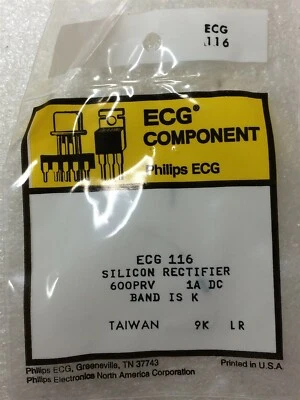 ECG
116
ECG®
COMPONENT
Philips ECG
ECG 116
SILICON RECTIFIER
600PRV 1A DC
BAND IS K
TAIWAN 9K LR
Philips ECG, Greeneville, TN 37743
Printed in U.S.A.
Philips Electronics North America Corporation